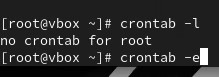 [root@vbox ~]# crontab -l
no crontab for root
[root@vbox ~]# crontab -e